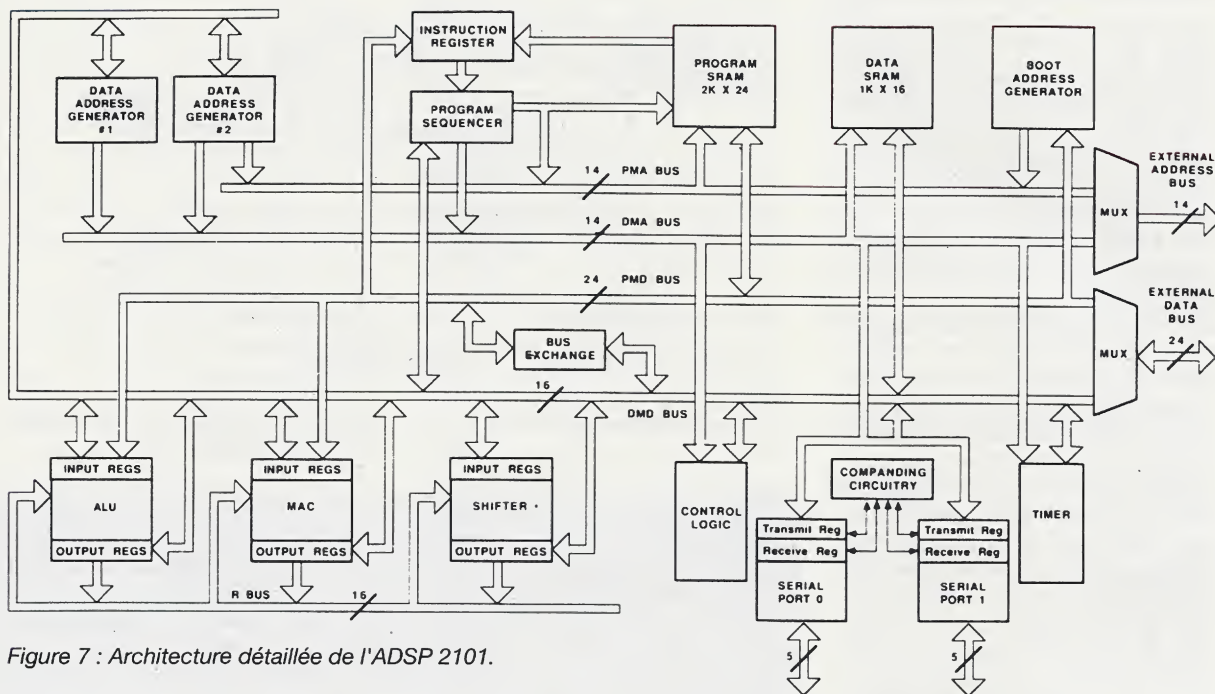 INSTRUCTION
REGISTER
PROGRAM
SRAM
2K X 24
DATA
SRAM
1K X 16
BOOT
ADDRESS
GENERATOR
DATA
ADDRESS
GENERATOR
#1
DATA
ADDRESS
GENERATOR
#2
PROGRAM
SEQUENCER
EXTERNAL
ADDRESS
BUS
14
14 PMA BUS
MUX
14 DMA BUS
24 PMD BUS
EXTERNAL
DATA
BUS
24
MUX
BUS
EXCHANGE
16
DMD BUS
INPUT REGS
ALU
OUTPUT REGS
INPUT REGS
MAC
OUTPUT REGS
INPUT REGS
SHIFTER
OUTPUT REGS
R BUS
16
CONTROL
LOGIC
COMPANDING
CIRCUITRY
Transmit Reg
Receive Reg
SERIAL
PORT 0
5
Transmit Reg
Receive Reg
SERIAL
PORT 1
5
TIMER
Figure 7 : Architecture détaillée de l'ADSP 2101.